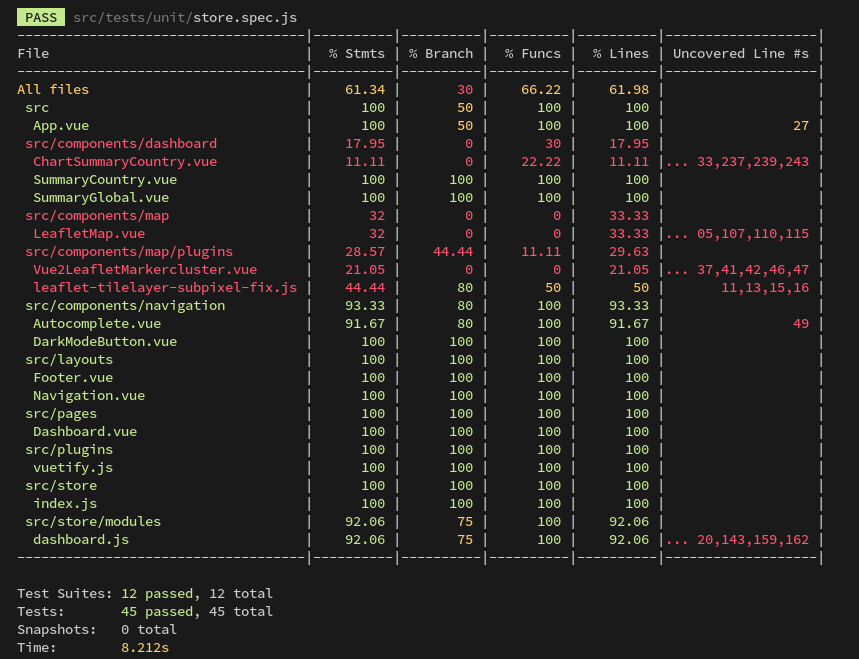 PASS src/tests/unit/store.spec.js
--------------------------------|----------|----------|----------|----------|-------------------|
File | % Stmts | % Branch | % Funcs | % Lines | Uncovered Line #s |
--------------------------------|----------|----------|----------|----------|-------------------|
All files | 61.34 | 30 | 66.22 | 61.98 | |
src | 100 | 50 | 100 | 100 | |
App.vue | 100 | 50 | 100 | 100 | 27 |
src/components/dashboard | 17.95 | 0 | 30 | 17.95 | |
ChartSummaryCountry.vue | 11.11 | 0 | 22.22 | 11.11 |... 33,237,239,243 |
SummaryCountry.vue | 100 | 100 | 100 | 100 | |
SummaryGlobal.vue | 100 | 100 | 100 | 100 | |
src/components/map | 32 | 0 | 0 | 33.33 | |
LeafletMap.vue | 32 | 0 | 0 | 33.33 |... 05,107,110,115 |
src/components/map/plugins | 28.57 | 44.44 | 11.11 | 29.63 | |
Vue2LeafletMarkercluster.vue | 21.05 | 0 | 0 | 21.05 |... 37,41,42,46,47 |
leaflet-tilelayer-subpixel-fix.js | 44.44 | 80 | 50 | 50 | 11,13,15,16 |
src/components/navigation | 93.33 | 80 | 100 | 93.33 | |
Autocomplete.vue | 91.67 | 80 | 100 | 91.67 | 49 |
DarkModeButton.vue | 100 | 100 | 100 | 100 | |
src/layouts | 100 | 100 | 100 | 100 | |
Footer.vue | 100 | 100 | 100 | 100 | |
Navigation.vue | 100 | 100 | 100 | 100 | |
src/pages | 100 | 100 | 100 | 100 | |
Dashboard.vue | 100 | 100 | 100 | 100 | |
src/plugins | 100 | 100 | 100 | 100 | |
vuetify.js | 100 | 100 | 100 | 100 | |
src/store | 100 | 100 | 100 | 100 | |
index.js | 100 | 100 | 100 | 100 | |
src/store/modules | 92.06 | 75 | 100 | 92.06 | |
dashboard.js | 92.06 | 75 | 100 | 92.06 |... 20,143,159,162 |
--------------------------------|----------|----------|----------|----------|-------------------|
Test Suites: 12 passed, 12 total
Tests: 45 passed, 45 total
Snapshots: 0 total
Time: 8.212s